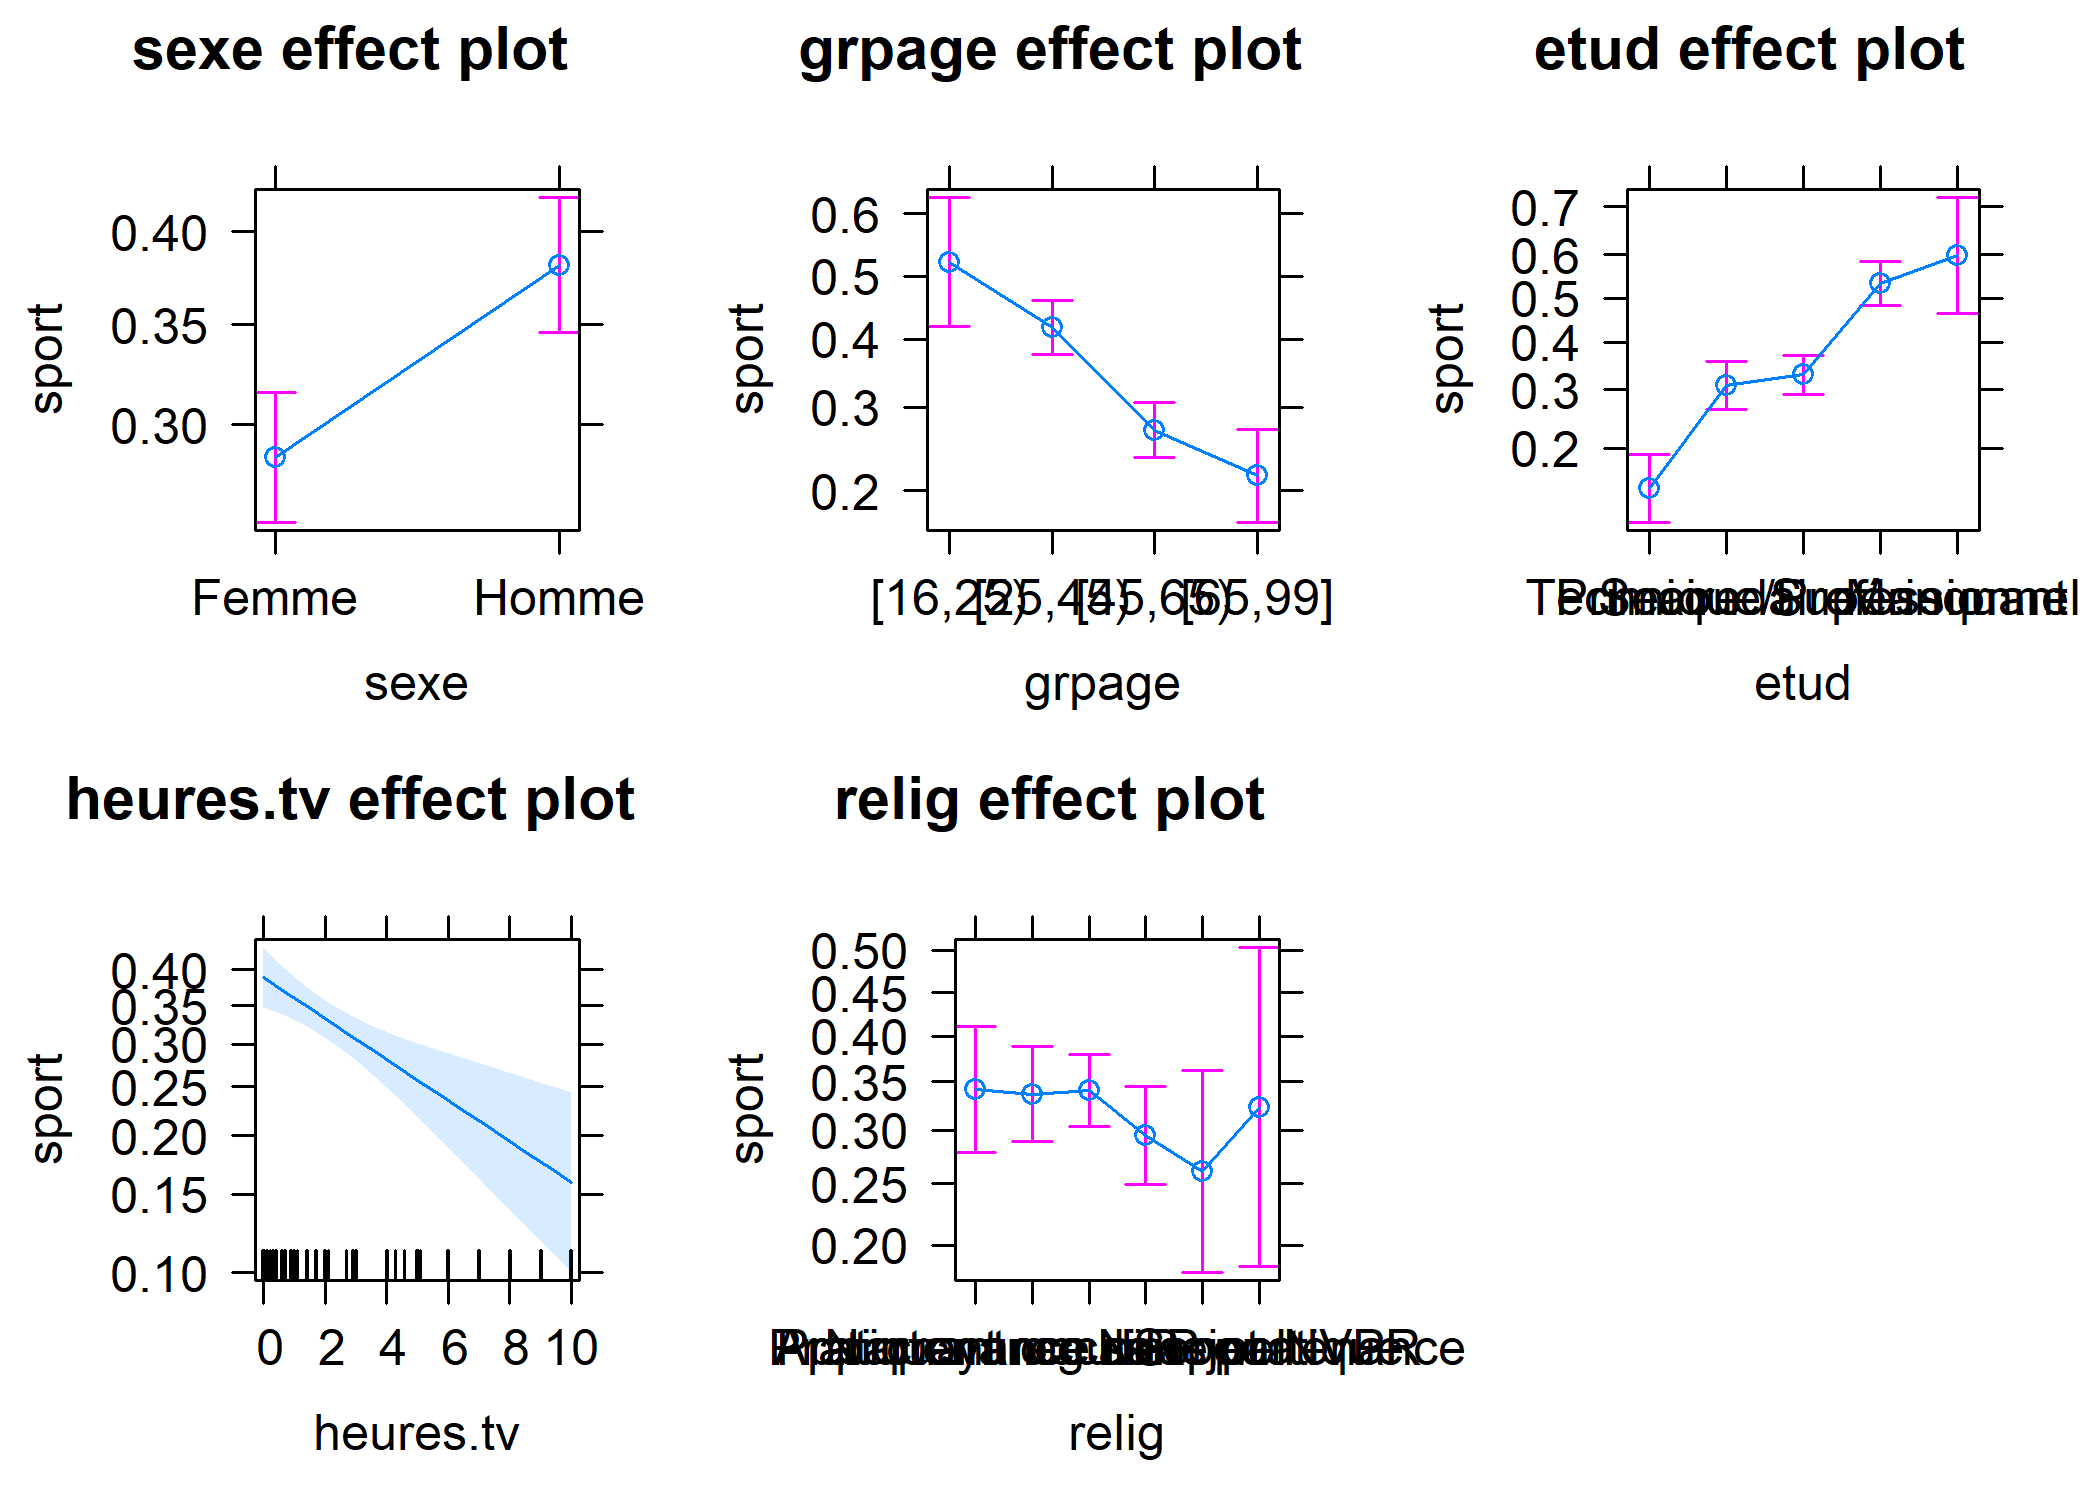 sexe effect plot
sport
0.40
0.35
0.30
Femme Homme
sexe
grpage effect plot
sport
0.6
0.5
0.4
0.3
0.2
[16,25) [25,45) [45,65) [65,99]
grpage
etud effect plot
sport
0.7
0.6
0.5
0.4
0.3
0.2
etud
heures.tv effect plot
sport
0.40
0.35
0.30
0.25
0.20
0.15
0.10
0 2 4 6 8 10
heures.tv
relig effect plot
sport
0.50
0.45
0.40
0.35
0.30
0.25
0.20
relig